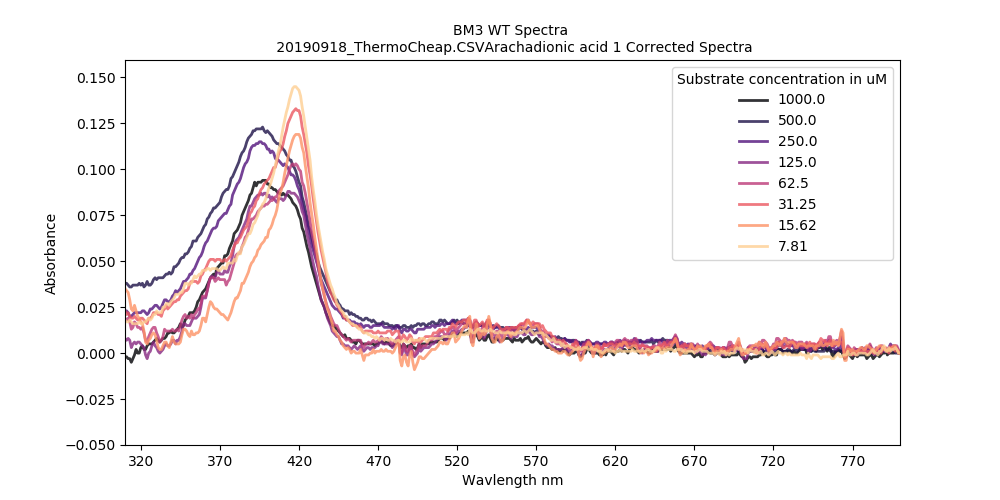 BM3 WT Spectra
20190918_ThermoCheap.CSVArachadionic acid 1 Corrected Spectra
Substrate concentration in uM
1000.0
500.0
250.0
125.0
62.5
31.25
15.62
7.81
Absorbance
0.150
0.125
0.100
0.075
0.050
0.025
0.000
−0.025
−0.050
320 370 420 470 520 570 620 670 720 770
Wavlength nm